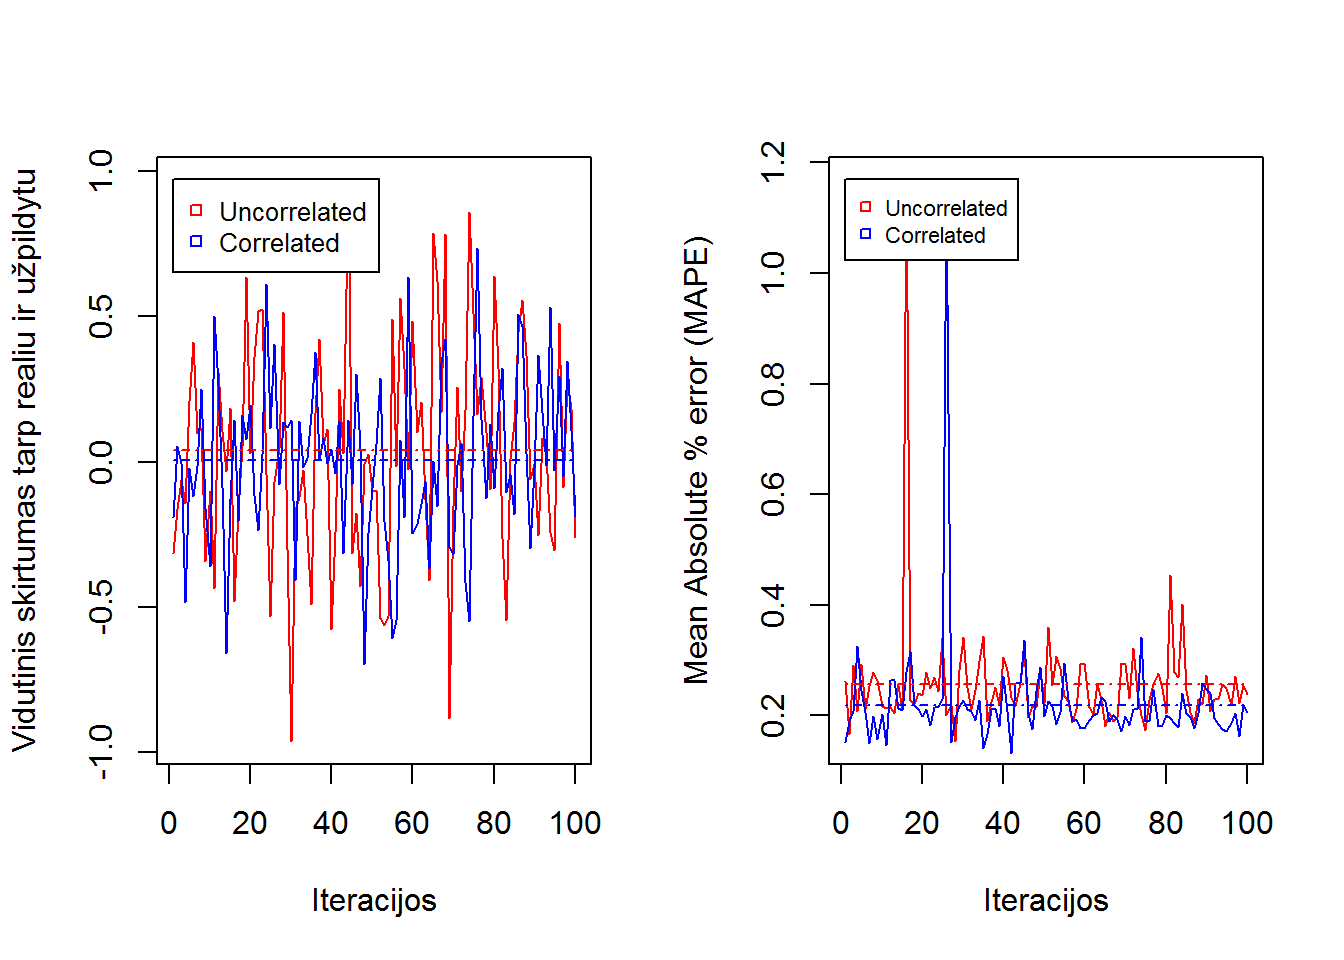 Vidutinis skirtumas tarp realiu ir užpildytu
1.0
0.5
0.0
-0.5
-1.0
Uncorrelated
Correlated
0
20
40
60
80
100
Iteracijos
Mean Absolute % error (MAPE)
1.2
1.0
0.8
0.6
0.4
0.2
Uncorrelated
Correlated
0
20
40
60
80
100
Iteracijos